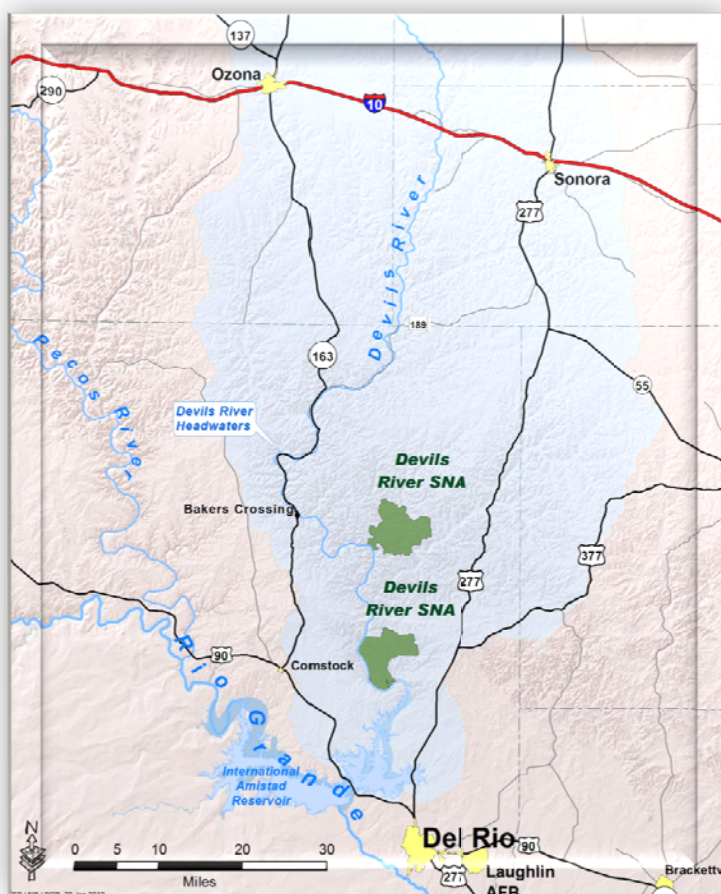 137
Ozona
290
10
Sonora
277
Devils River
189
163
Pecos River
55
Devils River
Headwaters
Devils
River SNA
Bakers Crossing
377
277
Devils
River SNA
90
Comstock
Rio Grande
International
Amistad
Reservoir
N
Del Rio
90
0 5 10 20 30
Miles
277
Laughlin
AFB
Brackettv